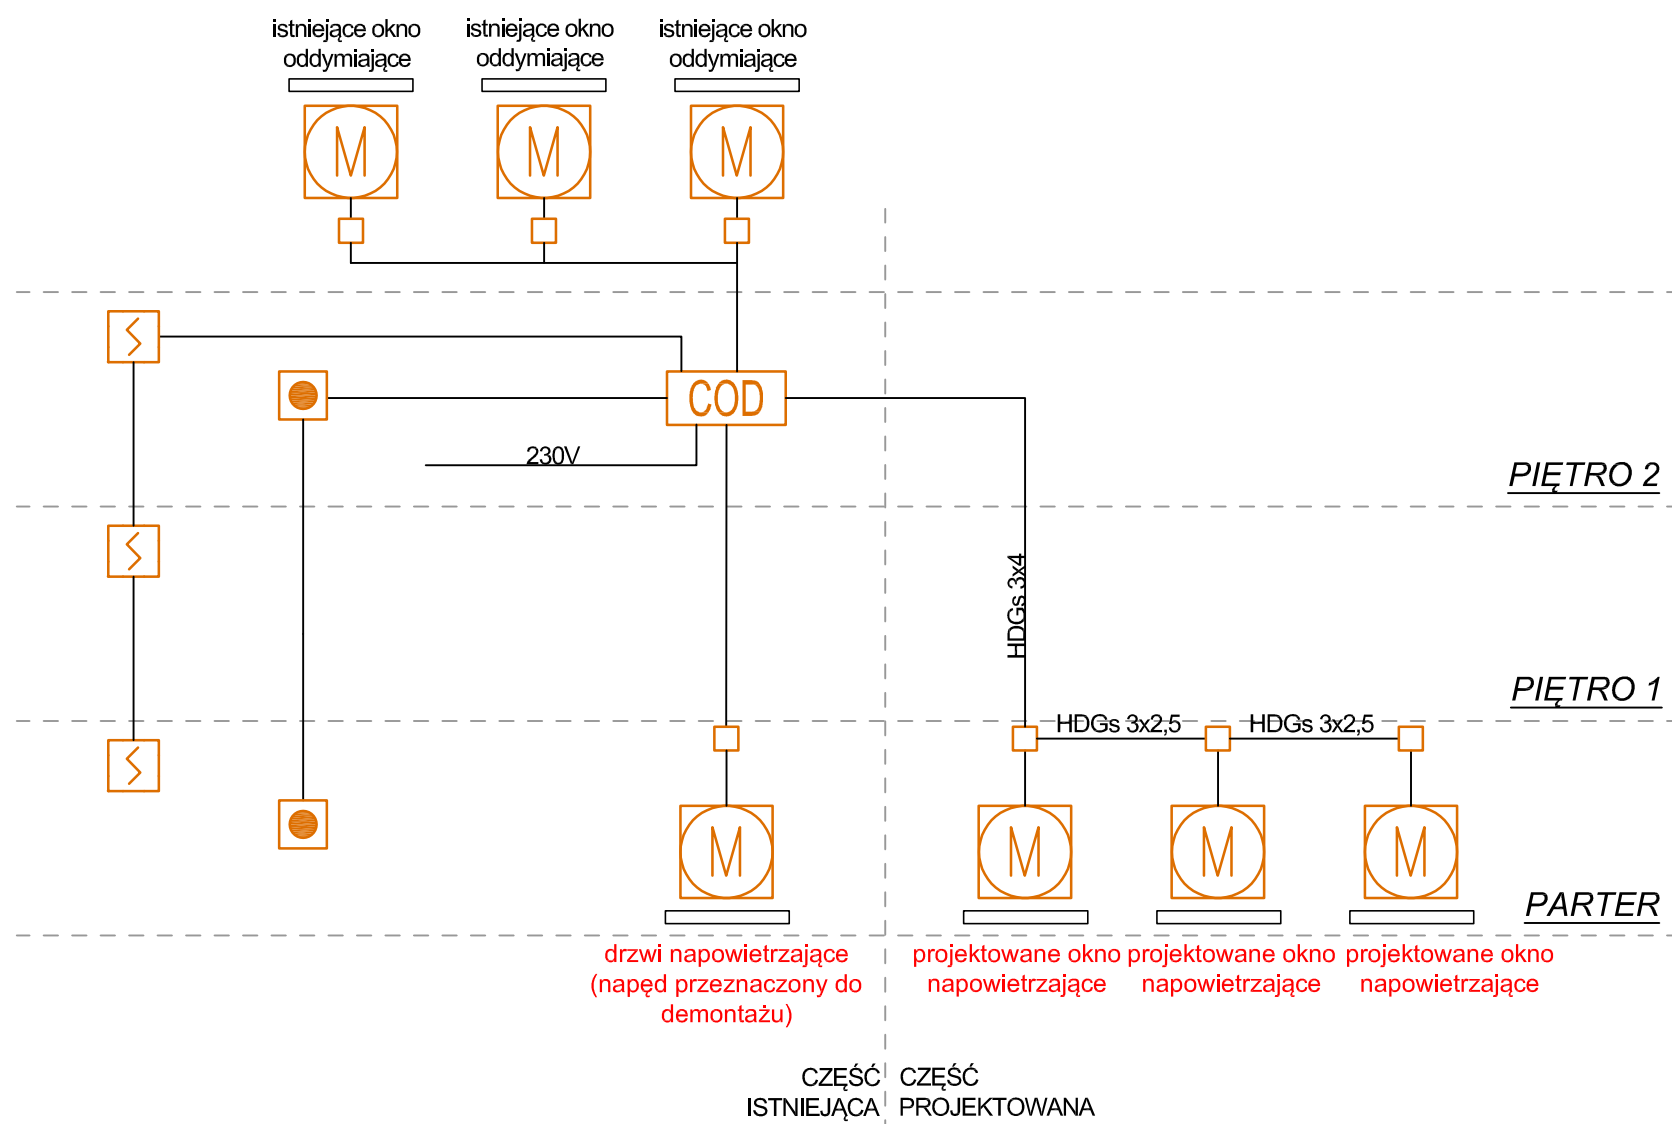 istniejące okno
oddymiające
istniejące okno
oddymiające
istniejące okno
oddymiające
M
M
M
COD
230V
PIĘTRO 2
HDGs 3x4
PIĘTRO 1
HDGs 3x2,5
HDGs 3x2,5
M
M
M
M
PARTER
drzwi napowietrzające
(napęd przeznaczony do
demontażu)
projektowane okno
napowietrzające
projektowane okno
napowietrzające
projektowane okno
napowietrzające
CZĘŚĆ
ISTNIEJĄCA
CZĘŚĆ
PROJEKTOWANA